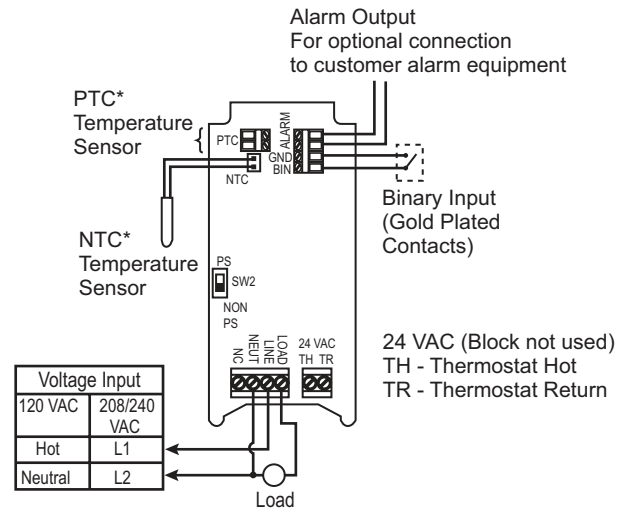 Alarm Output
For optional connection
to customer alarm equipment
PTC*
Temperature
Sensor
PTC
ALARM
GND
BIN
NTC
Binary Input
(Gold Plated
Contacts)
NTC*
Temperature
Sensor
PS
SW2
NON
PS
NC
NEUT
LINE
LOAD
24 VAC
TH TR
24 VAC (Block not used)
TH - Thermostat Hot
TR - Thermostat Return
Voltage Input
120 VAC
208/240
VAC
Hot
L1
Neutral
L2
Load